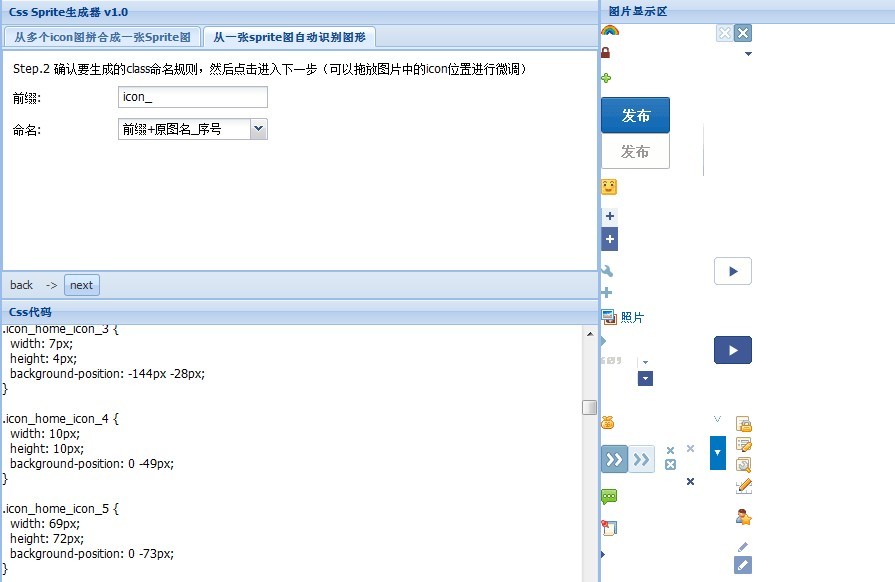 Css Sprite生成器 v1.0
从多个icon图拼合成一张Sprite图
从一张sprite图自动识别图形
Step.2 确认要生成的class命名规则，然后点击进入下一步（可以拖放图片中的icon位置进行微调）
前缀:
icon_
命名:
前缀+原图名_序号
back
->
next
Css代码
.icon_home_icon_3 {
width: 7px;
height: 4px;
background-position: -144px -28px;
}
.icon_home_icon_4 {
width: 10px;
height: 10px;
background-position: 0 -49px;
}
.icon_home_icon_5 {
width: 69px;
height: 72px;
background-position: 0 -73px;
}
图片显示区
发布
发布
照片